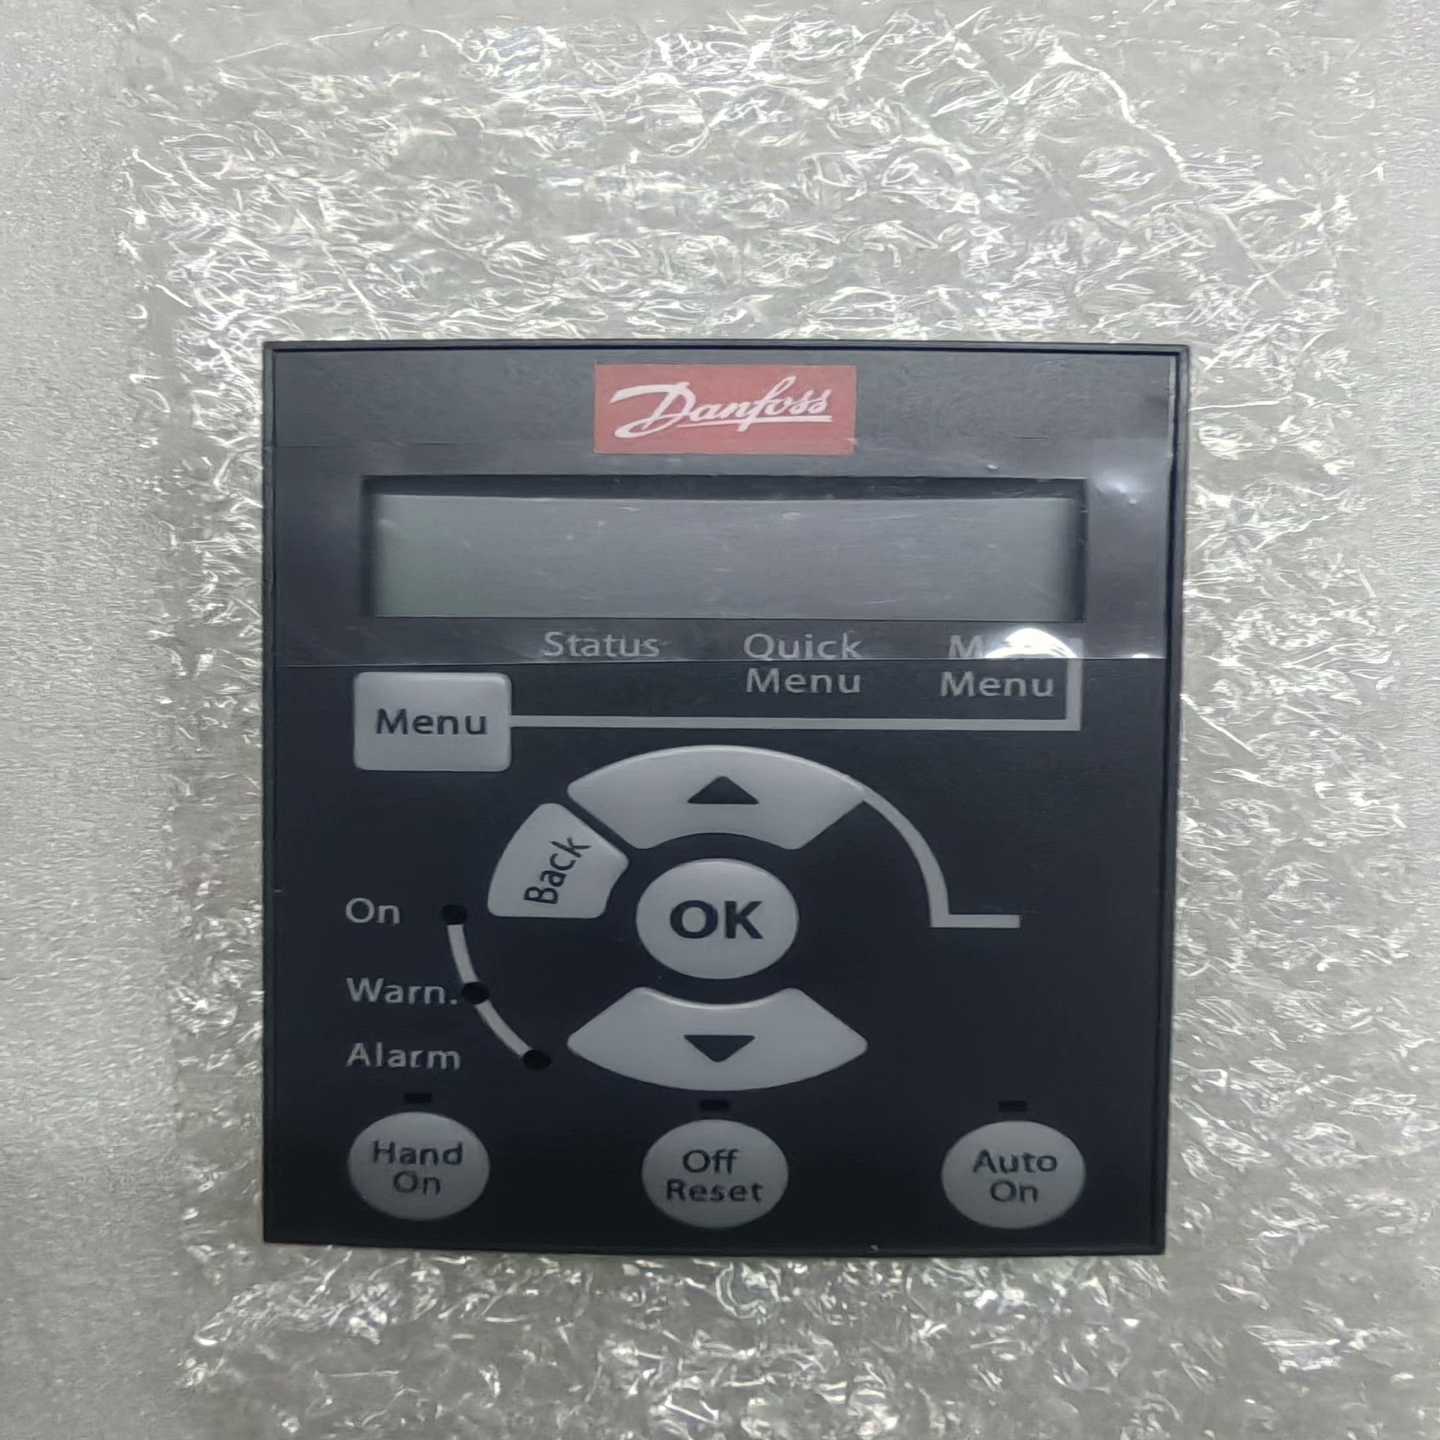 Danfoss
Status Quick Menu
Menu
Menu
Back
OK
On
Warn.
Alarm
Hand On
Off Reset
Auto On